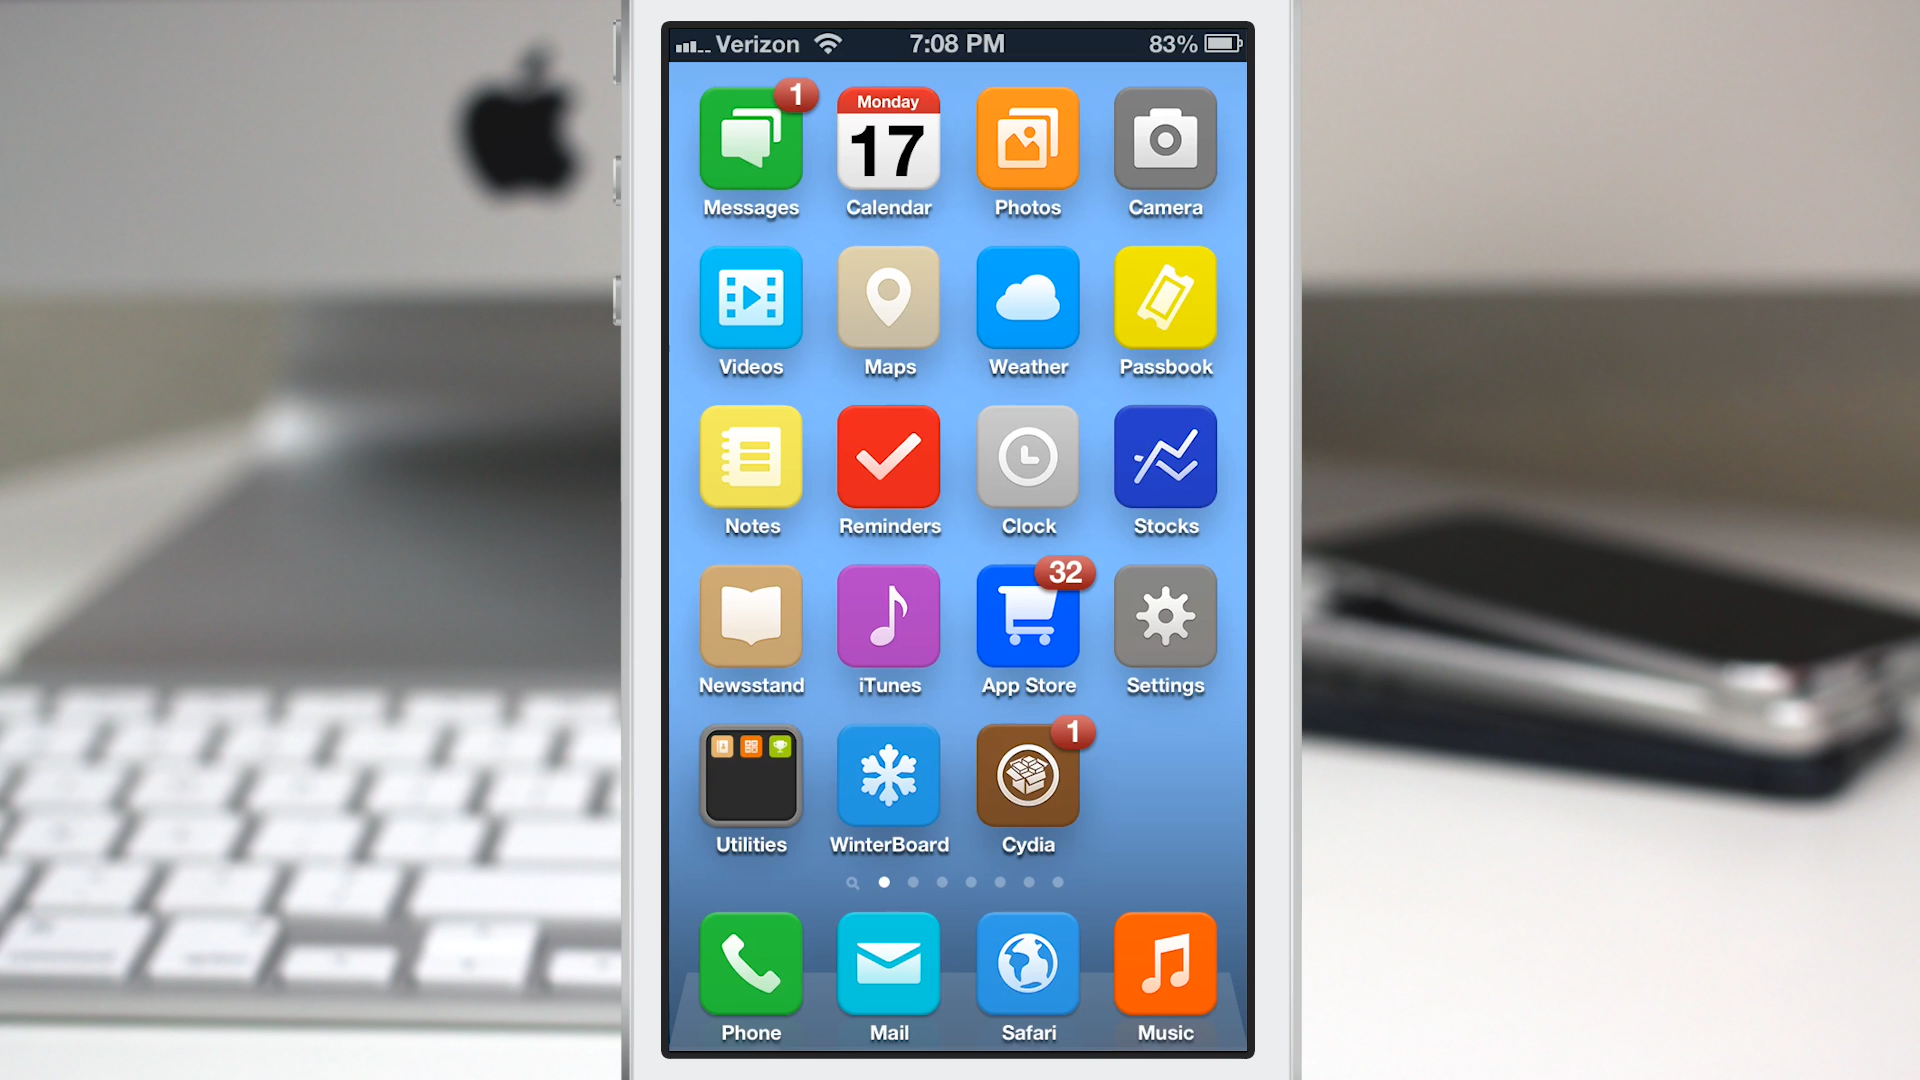 Verizon 7:08 PM 83%
1
Monday
17
Messages Calendar Photos Camera
Videos Maps Weather Passbook
Notes Reminders Clock Stocks
32
Newsstand iTunes App Store Settings
1
Utilities WinterBoard Cydia
Phone Mail Safari Music